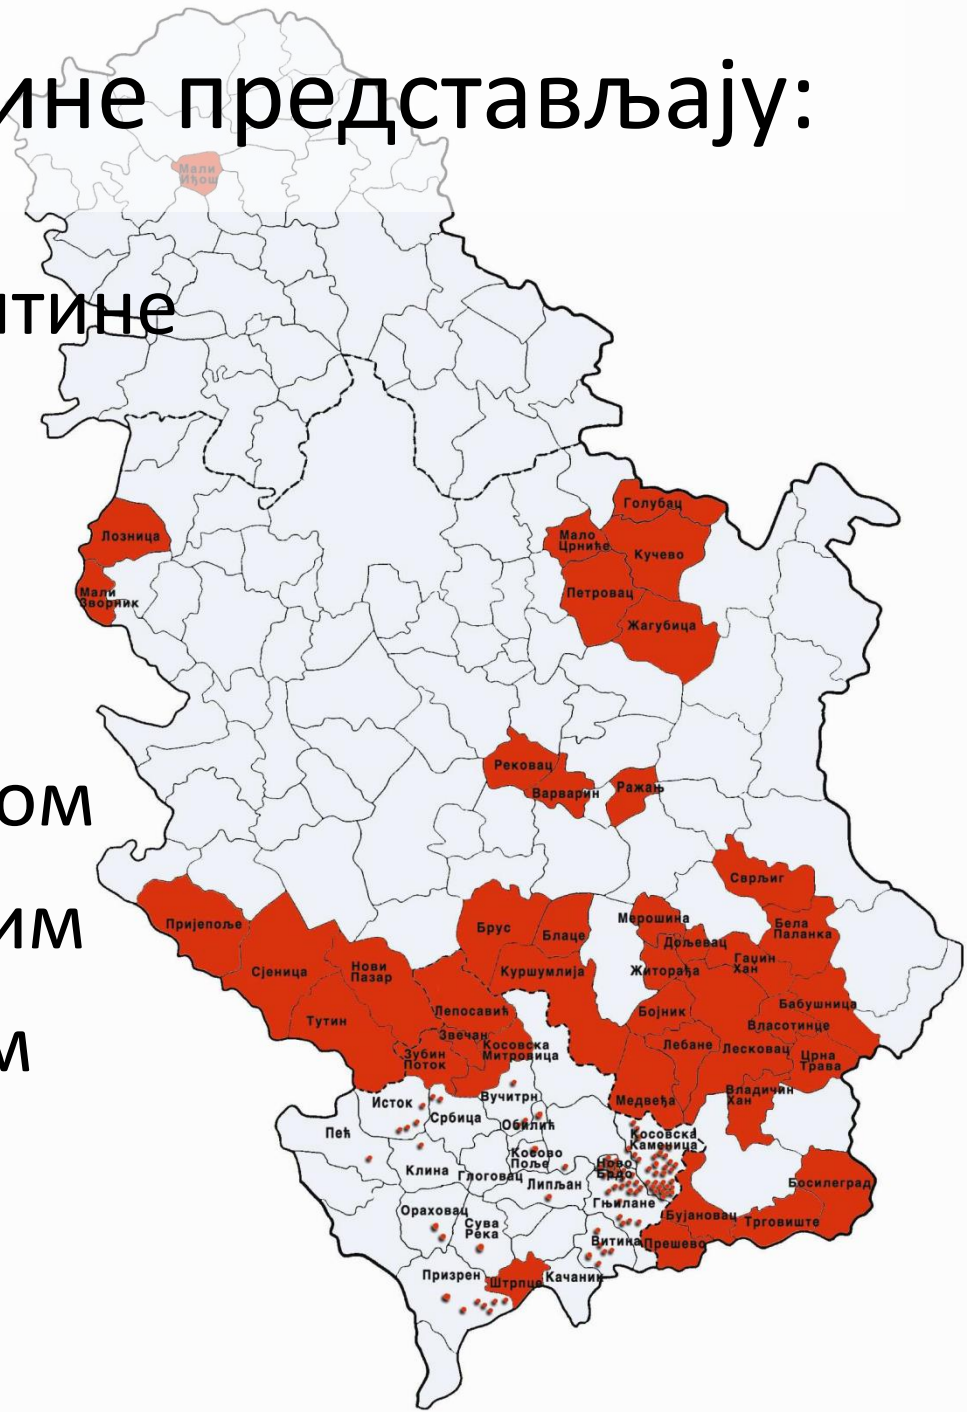 ине представљају:
Мали
Иђош
тине
Голубац
Лозница
Мало
Црниће
Кучево
Мали
Зворник
Петровац
Жагубица
Рековац
Варварин
Ражањ
ом
Сврљиг
им
Пријепоље
Брус
Блаце
Мерошина
Дољевац
Бела
Паланка
Сјеница
Нови
Пазар
Куршумлија
Житорађа
Гаџин
Хан
Тутин
Лепосавић
Бојник
Бабушница
Власотинце
м
Звечан
Зубин
Поток
Косовска
Митровица
Лебане
Лесковац
Црна
Трава
Исток
Вучитрн
Медвеђа
Владичин
Хан
Пећ
Србица
Обилић
Косовска
Каменица
Клина
Глоговац
Косово
Поље
Липљан
Ново
Брдо
Босилеград
Ораховац
Сува
Река
Гњилане
Бујановац
Трговиште
Витина
Прешево
Призрен
Штрпце
Качаник